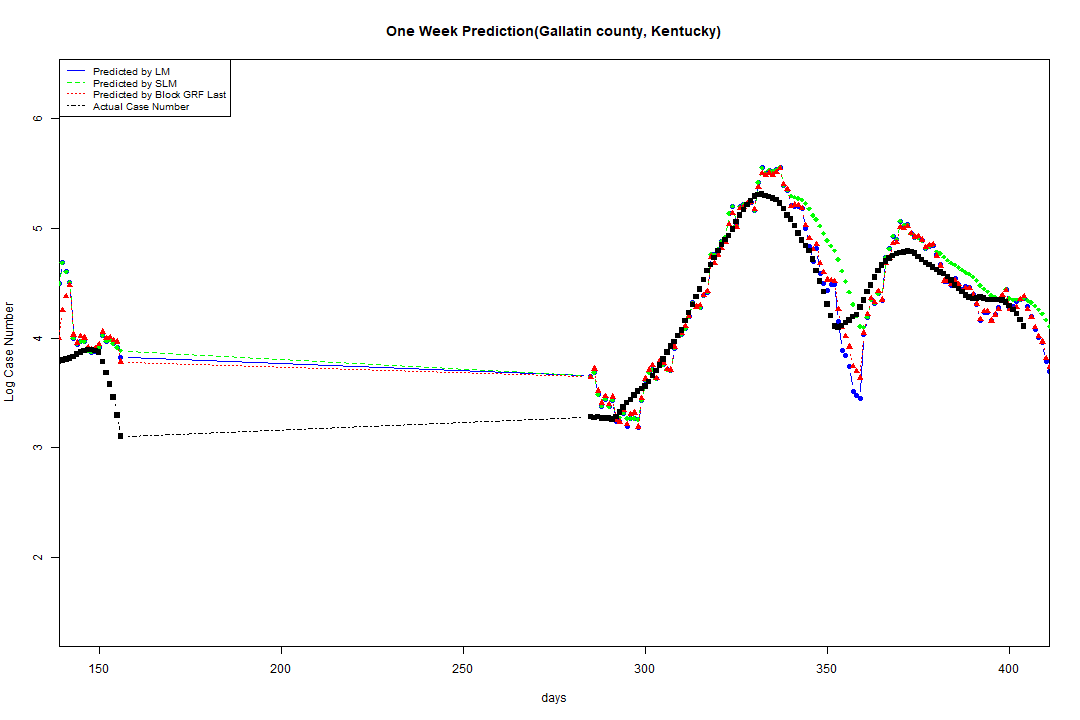 One Week Prediction(Gallatin county, Kentucky)
Predicted by LM
Predicted by SLM
Predicted by Block GRF Last
Actual Case Number
6
5
4
3
2
Log Case Number
150 200 250 300 350 400
days